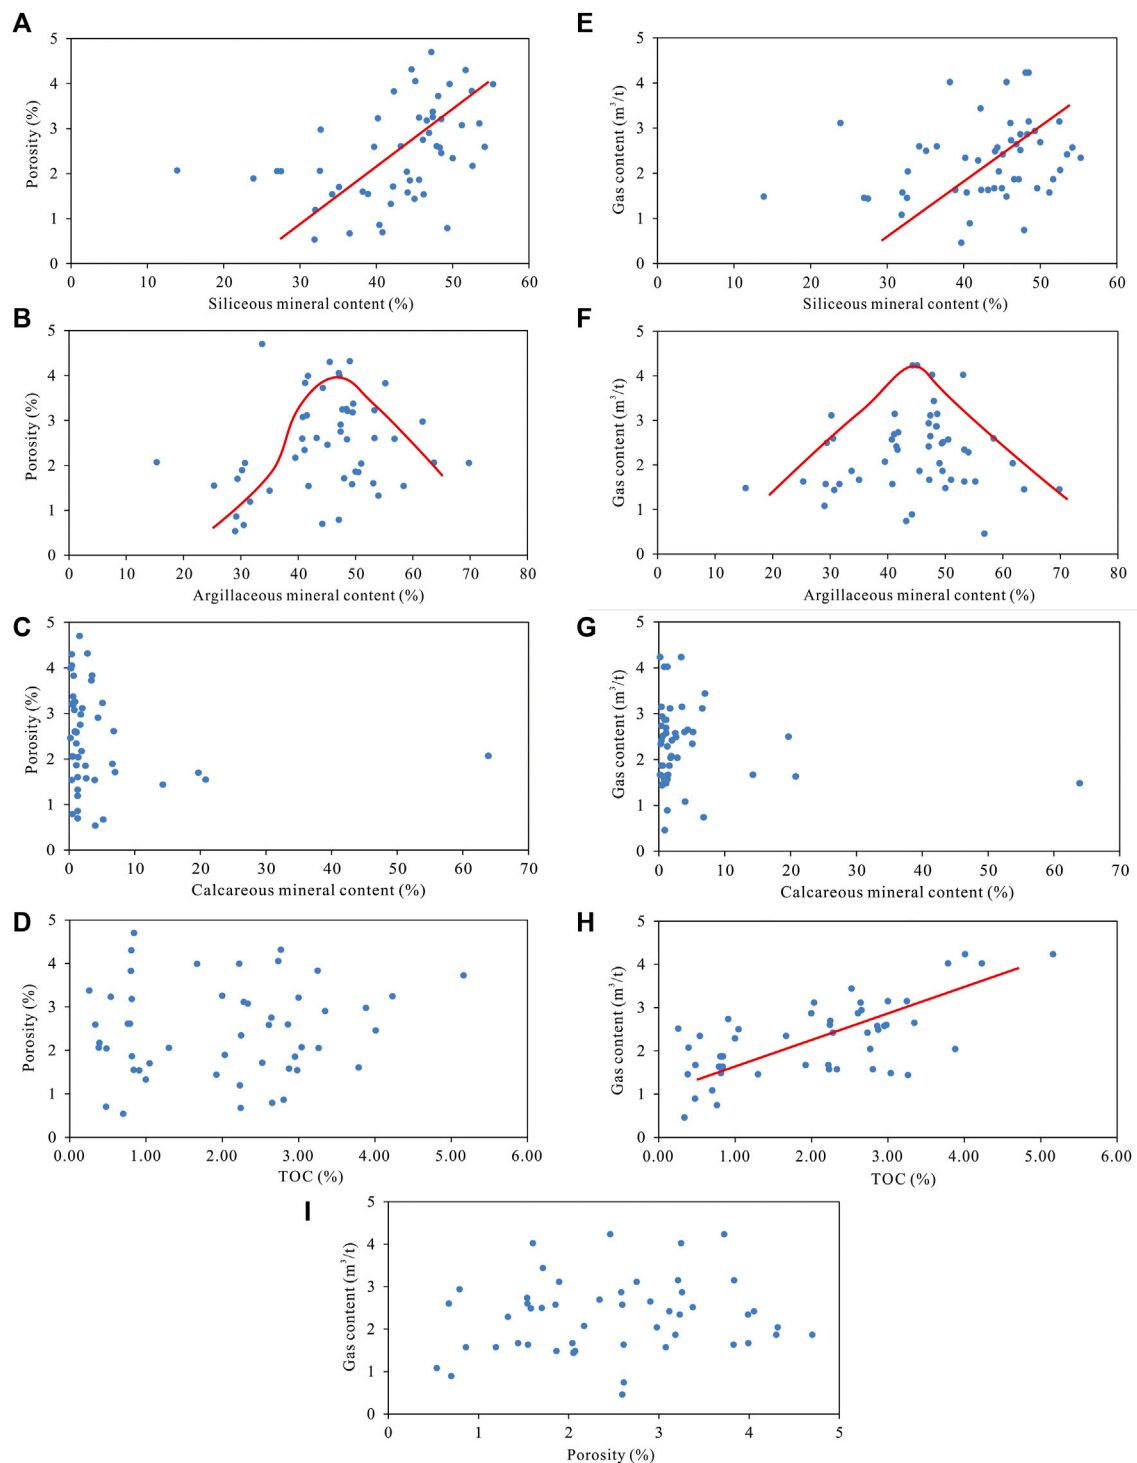 A
Porosity (%)
5
4
3
2
1
0
0 10 20 30 40 50 60
Siliceous mineral content (%)
E
Gas content (m³/t)
5
4
3
2
1
0
0 10 20 30 40 50 60
Siliceous mineral content (%)
B
Porosity (%)
5
4
3
2
1
0
0 10 20 30 40 50 60 70 80
Argillaceous mineral content (%)
F
Gas content (m³/t)
5
4
3
2
1
0
0 10 20 30 40 50 60 70 80
Argillaceous mineral content (%)
C
Porosity (%)
5
4
3
2
1
0
0 10 20 30 40 50 60 70
Calcareous mineral content (%)
G
Gas content (m³/t)
5
4
3
2
1
0
0 10 20 30 40 50 60 70
Calcareous mineral content (%)
D
Porosity (%)
5
4
3
2
1
0
0.00 1.00 2.00 3.00 4.00 5.00 6.00
TOC (%)
H
Gas content (m³/t)
5
4
3
2
1
0
0.00 1.00 2.00 3.00 4.00 5.00 6.00
TOC (%)
I
Gas content (m³/t)
5
4
3
2
1
0
0 1 2 3 4 5
Porosity (%)